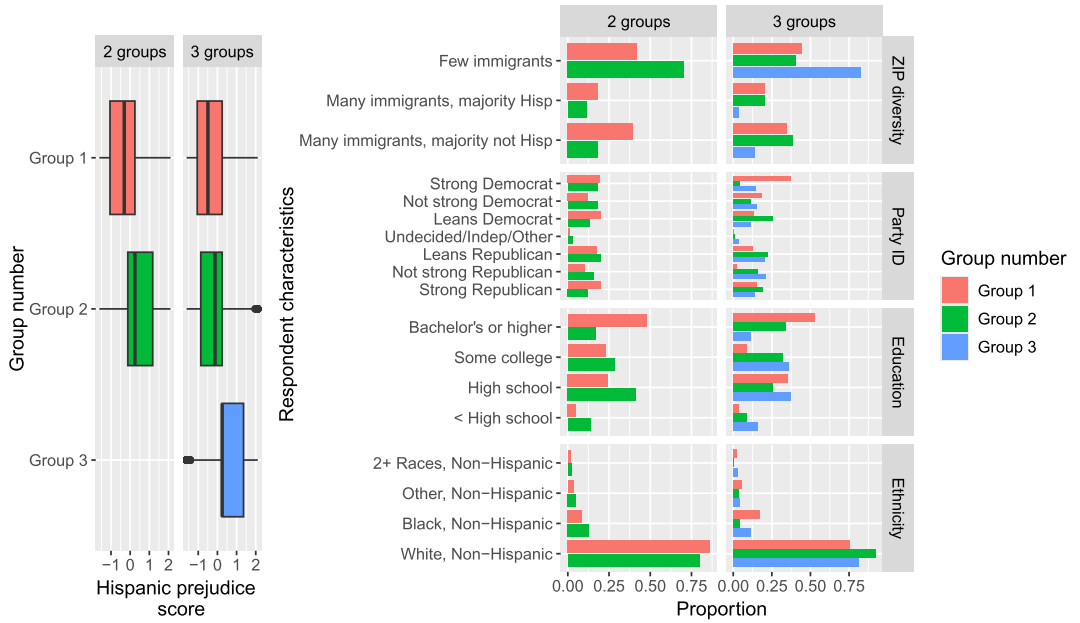 2 groups
3 groups
Group number
Group 1
Group 2
Group 3
−1 0 1 2
−1 0 1 2
Hispanic prejudice
score
2 groups
3 groups
Respondent characteristics
Few immigrants
Many immigrants, majority Hisp
Many immigrants, majority not Hisp
ZIP diversity
Strong Democrat
Not strong Democrat
Leans Democrat
Undecided/Indep/Other
Leans Republican
Not strong Republican
Strong Republican
Party ID
Bachelor's or higher
Some college
High school
< High school
Education
2+ Races, Non−Hispanic
Other, Non−Hispanic
Black, Non−Hispanic
White, Non−Hispanic
Ethnicity
0.00 0.25 0.50 0.75
0.00 0.25 0.50 0.75
Proportion
Group number
Group 1
Group 2
Group 3